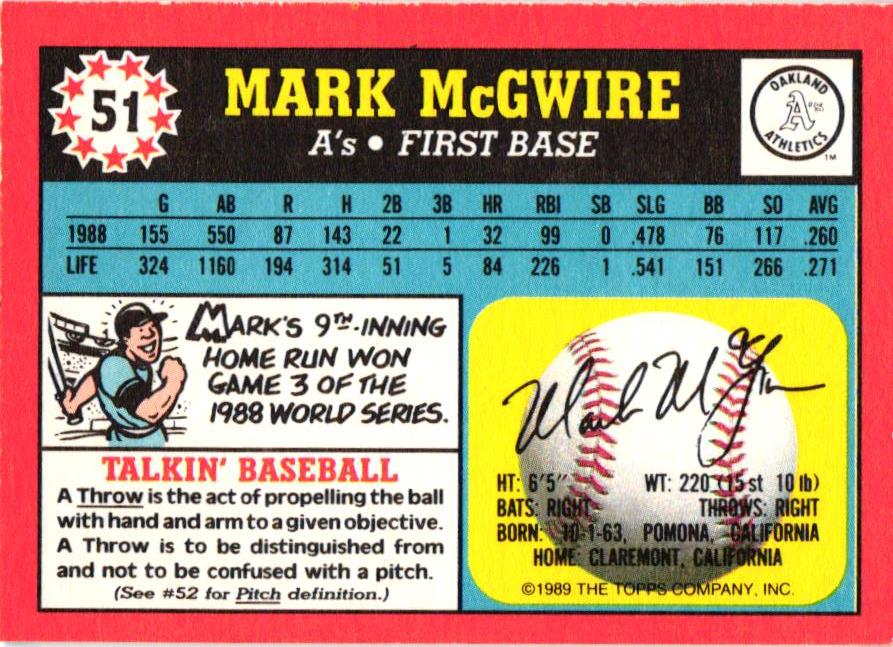 51
MARK McGWIRE
A's • FIRST BASE
OAKLAND
A
ATHLETICS
TM
G AB R H 2B 3B HR RBI SB SLG BB SO AVG
1988 155 550 87 143 22 1 32 99 0 .478 76 117 .260
LIFE 324 1160 194 314 51 5 84 226 1 .541 151 266 .271
MARK'S 9TH-INNING
HOME RUN WON
GAME 3 OF THE
1988 WORLD SERIES.
TALKIN' BASEBALL
A Throw is the act of propelling the ball
with hand and arm to a given objective.
A Throw is to be distinguished from
and not to be confused with a pitch.
(See #52 for Pitch definition.)
Mark McGwire
HT: 6'5" WT: 220 (15 st 10 lb)
BATS: RIGHT THROWS: RIGHT
BORN: 10-1-63, POMONA, CALIFORNIA
HOME: CLAREMONT, CALIFORNIA
©1989 THE TOPPS COMPANY, INC.